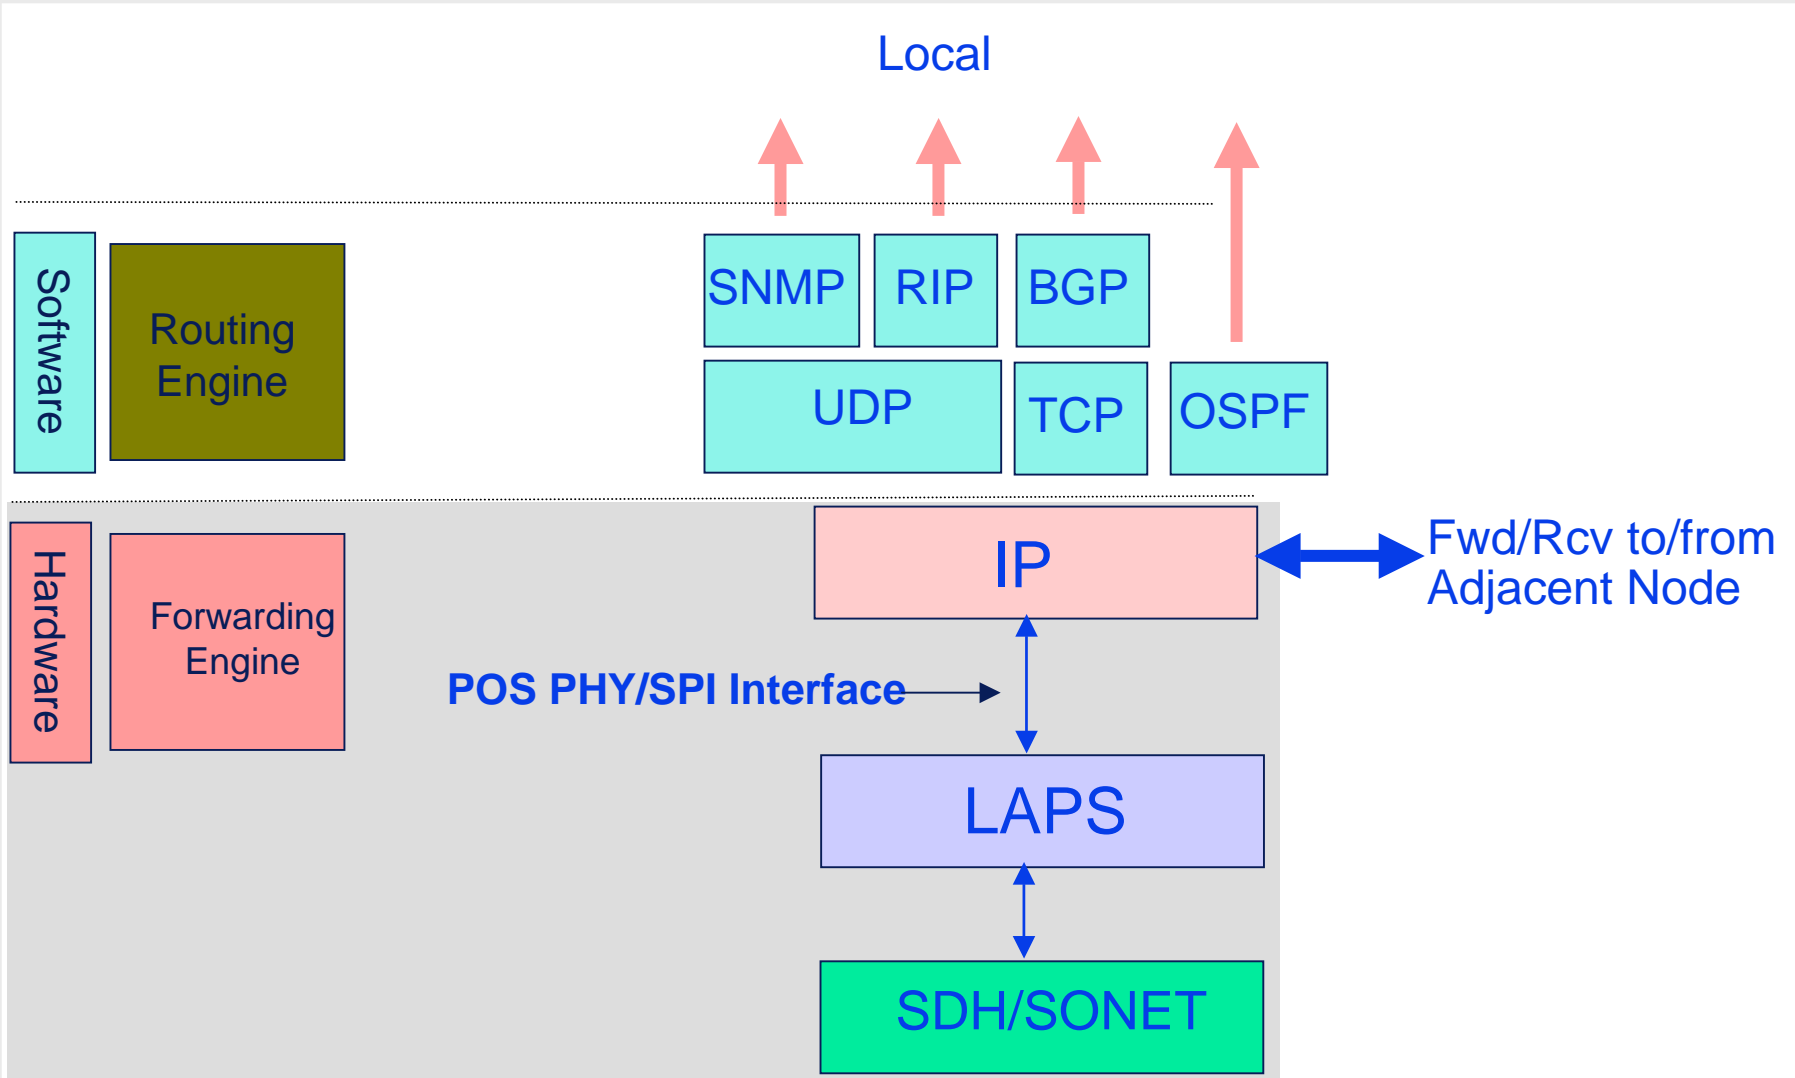 Local
Software
Routing
Engine
SNMP
RIP
BGP
UDP
TCP
OSPF
Hardware
Forwarding
Engine
IP
Fwd/Rcv to/from
Adjacent Node
POS PHY/SPI Interface
LAPS
SDH/SONET